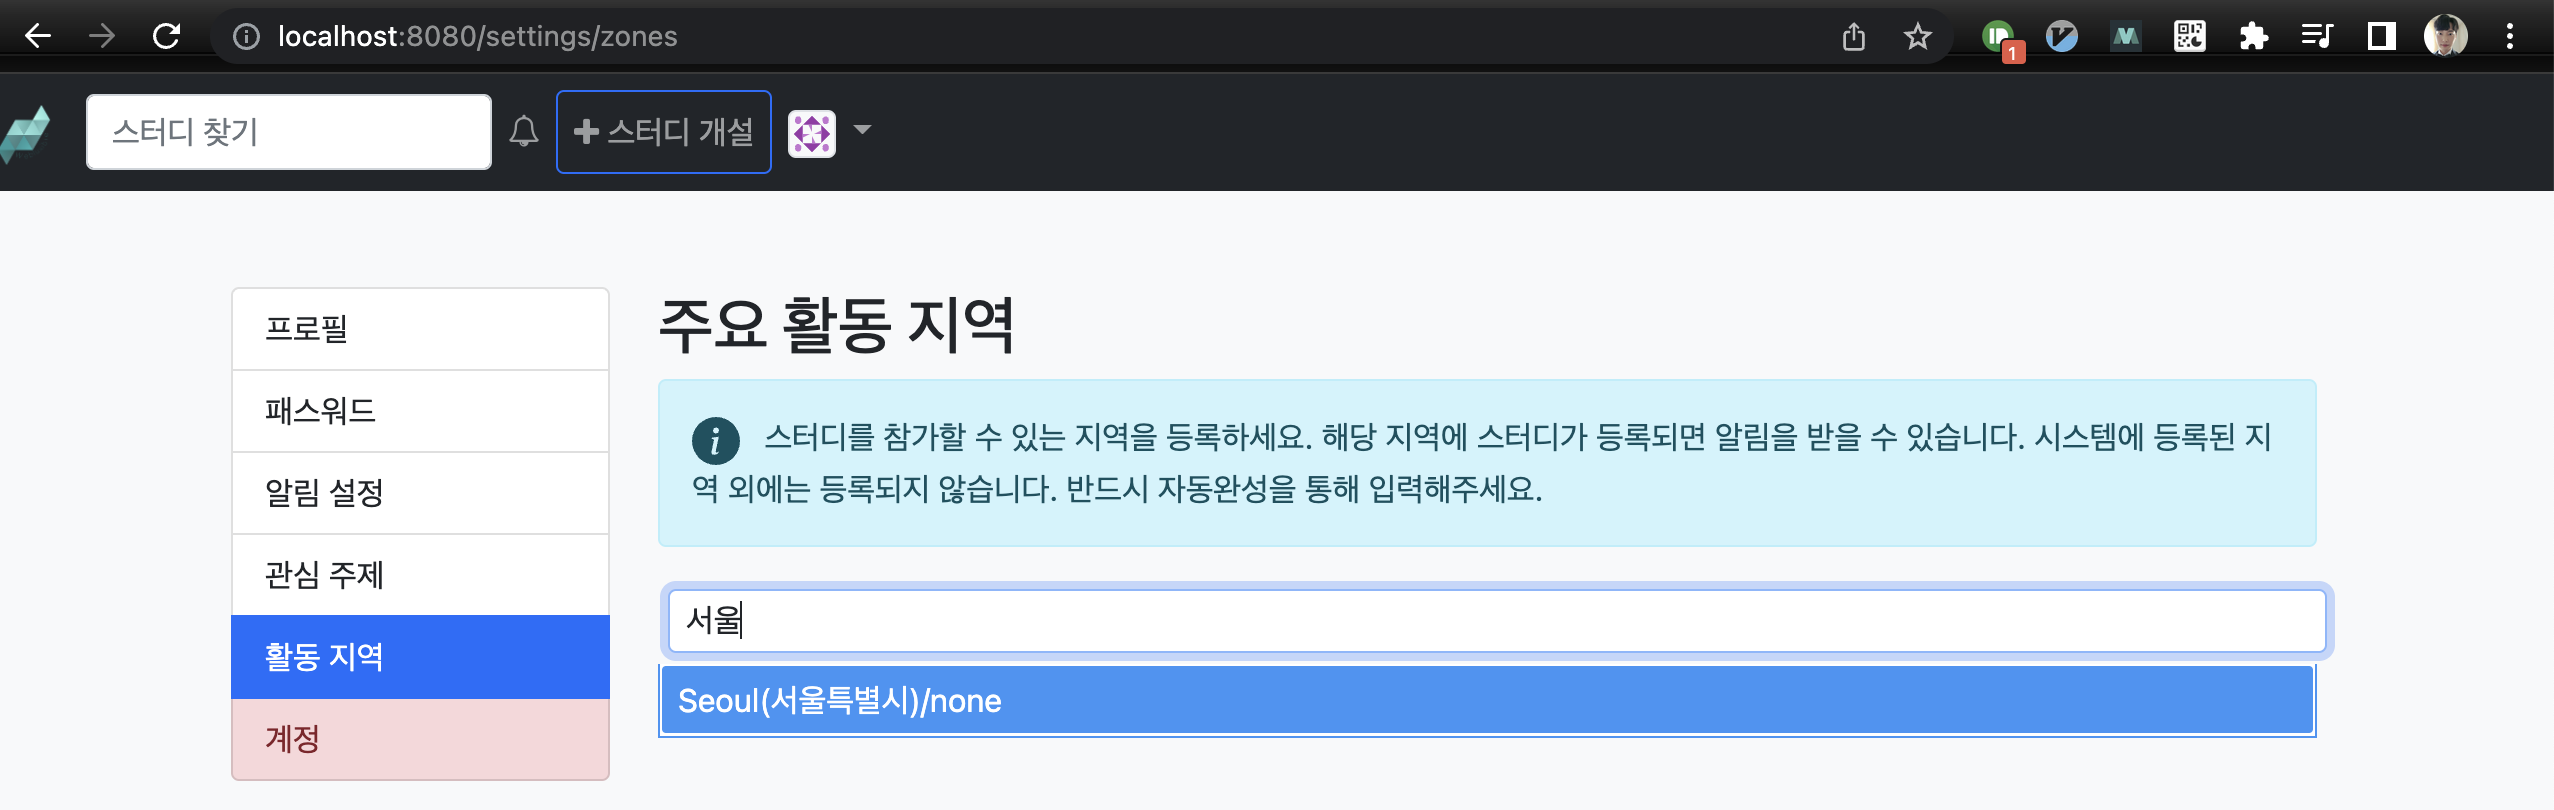 localhost:8080/settings/zones
1
스터디 찾기
스터디 개설
프로필
패스워드
알림 설정
관심 주제
활동 지역
계정
주요 활동 지역
스터디를 참가할 수 있는 지역을 등록하세요. 해당 지역에 스터디가 등록되면 알림을 받을 수 있습니다. 시스템에 등록된 지
역 외에는 등록되지 않습니다. 반드시 자동완성을 통해 입력해주세요.
서울
Seoul(서울특별시)/none